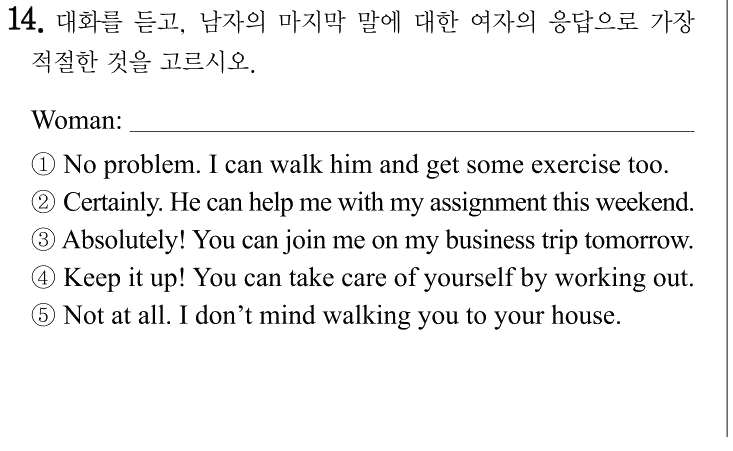 14. 대화를 듣고, 남자의 마지막 말에 대한 여자의 응답으로 가장
적절한 것을 고르시오.
Woman: ____________________
① No problem. I can walk him and get some exercise too.
② Certainly. He can help me with my assignment this weekend.
③ Absolutely! You can join me on my business trip tomorrow.
④ Keep it up! You can take care of yourself by working out.
⑤ Not at all. I don’t mind walking you to your house.